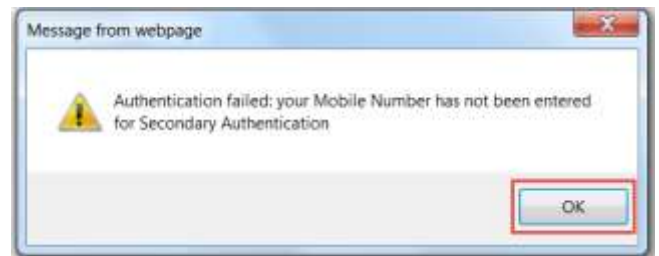 Message from webpage
Authentication failed: your Mobile Number has not been entered
for Secondary Authentication
OK